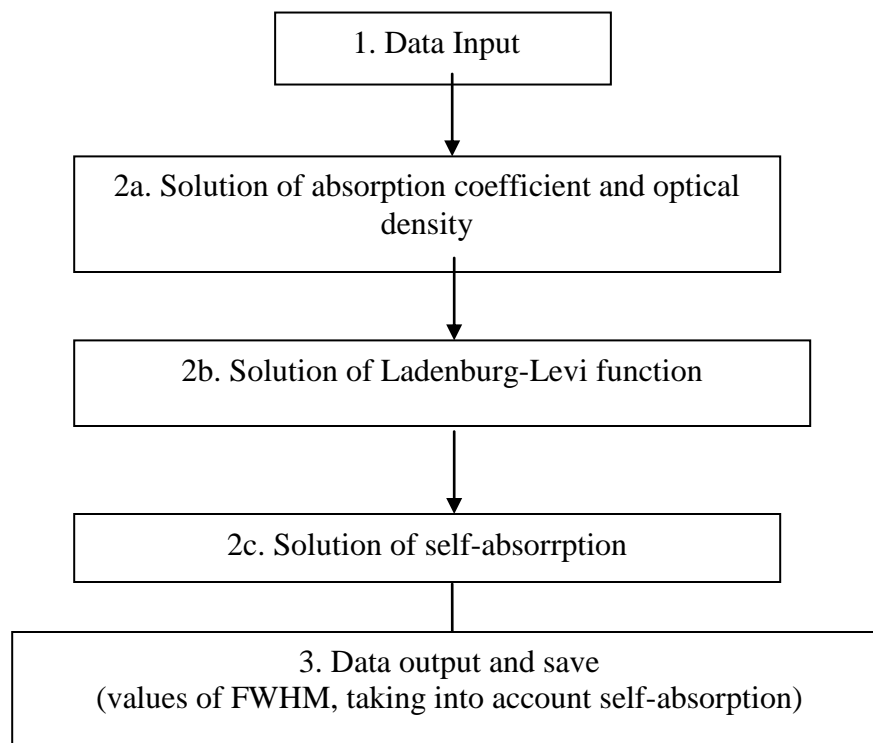 1. Data Input
2a. Solution of absorption coefficient and optical
density
2b. Solution of Ladenburg-Levi function
2c. Solution of self-absorrption
3. Data output and save
(values of FWHM, taking into account self-absorption)